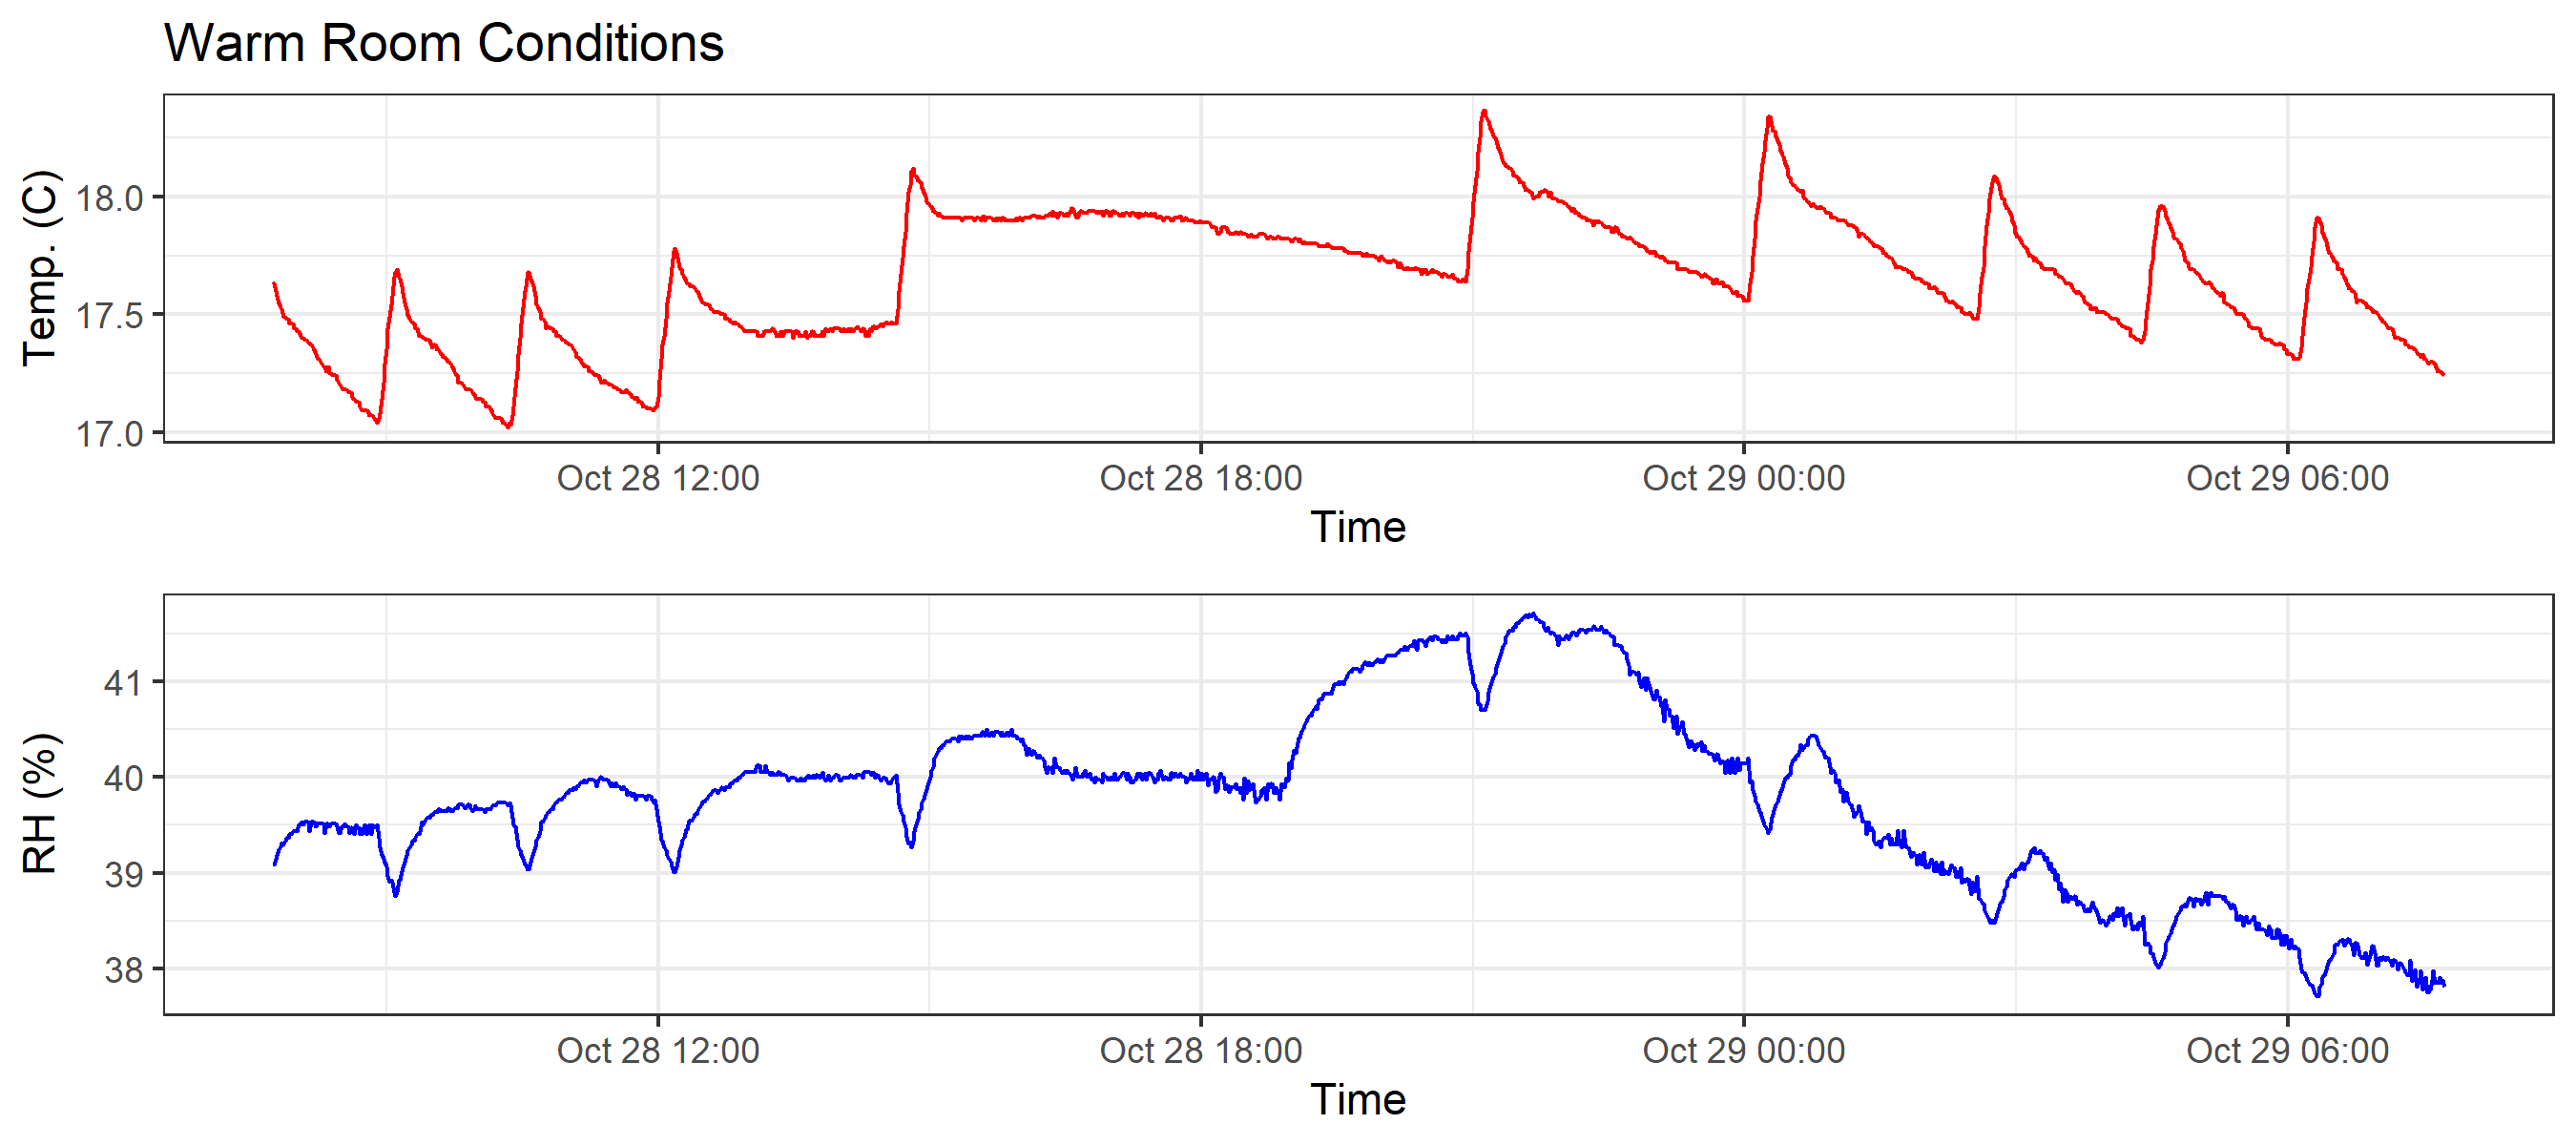 Warm Room Conditions
Temp. (C)
18.0
17.5
17.0
Oct 28 12:00 Oct 28 18:00 Oct 29 00:00 Oct 29 06:00
Time
RH (%)
41
40
39
38
Oct 28 12:00 Oct 28 18:00 Oct 29 00:00 Oct 29 06:00
Time